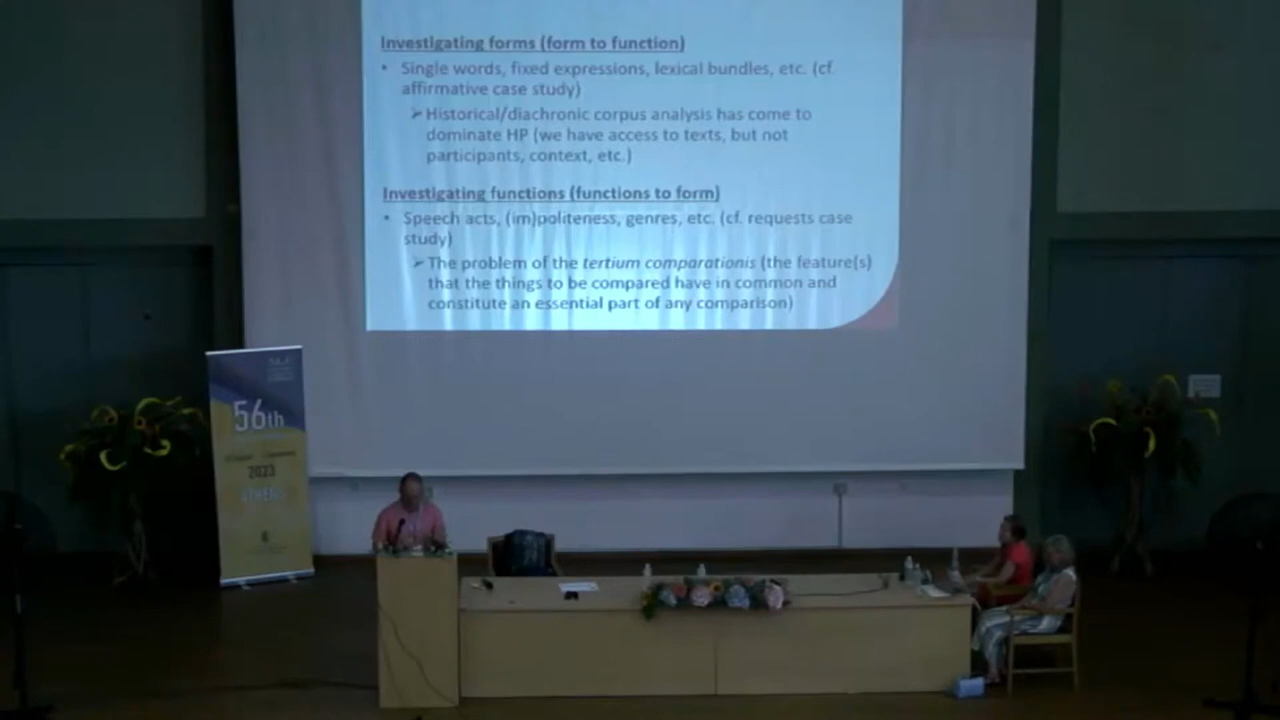 Investigating forms (form to function)
• Single words, fixed expressions, lexical bundles, etc. (cf.
affirmative case study)
➢ Historical/diachronic corpus analysis has come to
dominate HP (we have access to texts, but not
participants, context, etc.)
Investigating functions (functions to form)
• Speech acts, (im)politeness, genres, etc. (cf. requests case
study)
➢ The problem of the tertium comparationis (the feature(s)
that the things to be compared have in common and
constitute an essential part of any comparison)
56th
2023
ATHENS